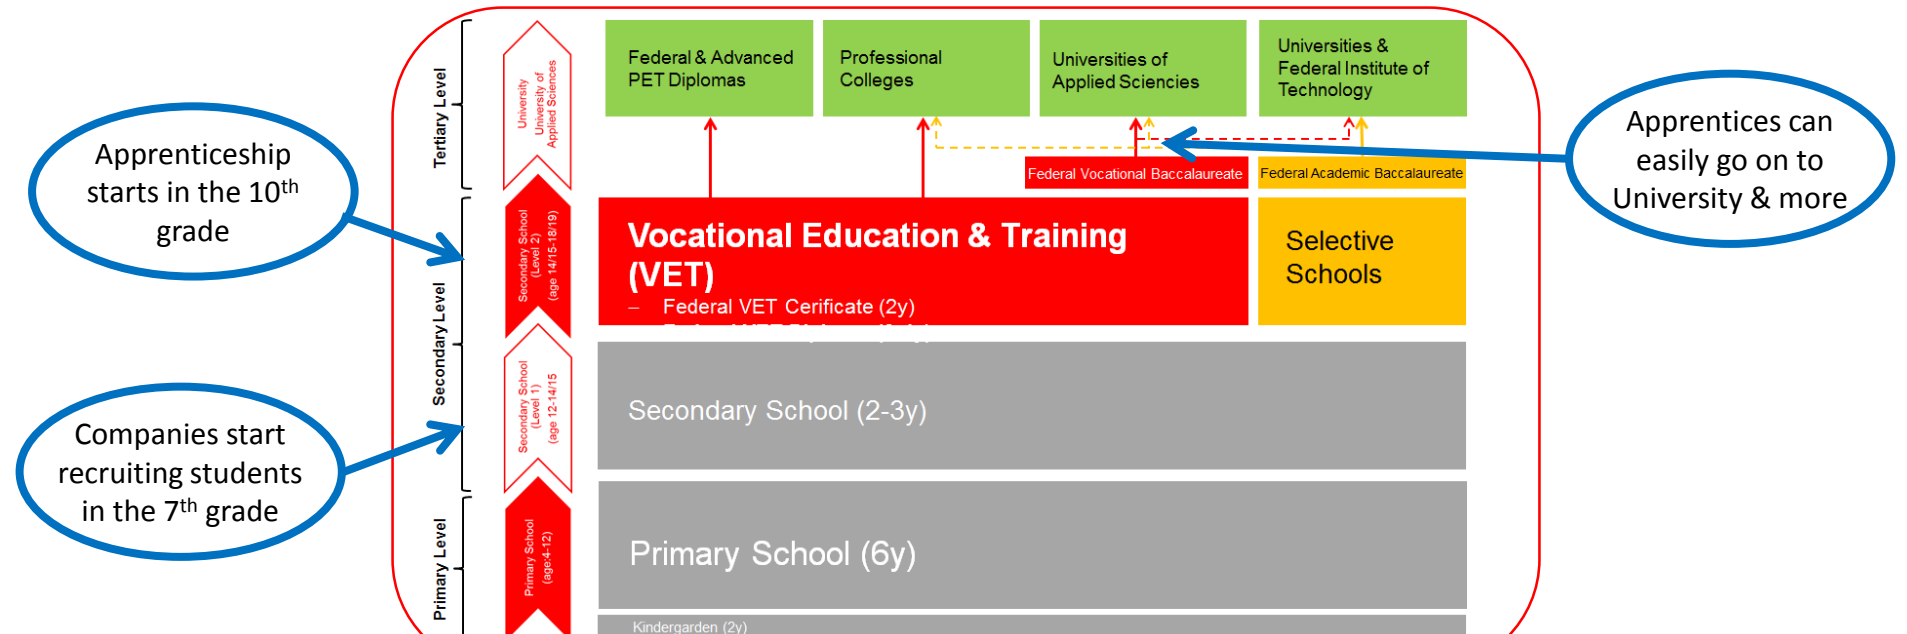 Federal & Advanced
PET Diplomas
Professional
Colleges
Universities of
Applied Sciencies
Universities &
Federal Institute of
Technology
Tertiary Level
University
University of
Applied Sciences
Apprenticeship
starts in the 10th
grade
Apprentices can
easily go on to
University & more
Federal Vocational Baccalaureate
Federal Academic Baccalaureate
Secondary School
(Level 2)
(age 14/15-18/19)
Vocational Education & Training
(VET)
– Federal VET Cerificate (2y)
Selective
Schools
Secondary Level
Secondary School
(Level 1)
(age 12-14/15
Secondary School (2-3y)
Companies start
recruiting students
in the 7th grade
Primary Level
Primary School
(age:4-12)
Primary School (6y)
Kindergarden (2y)